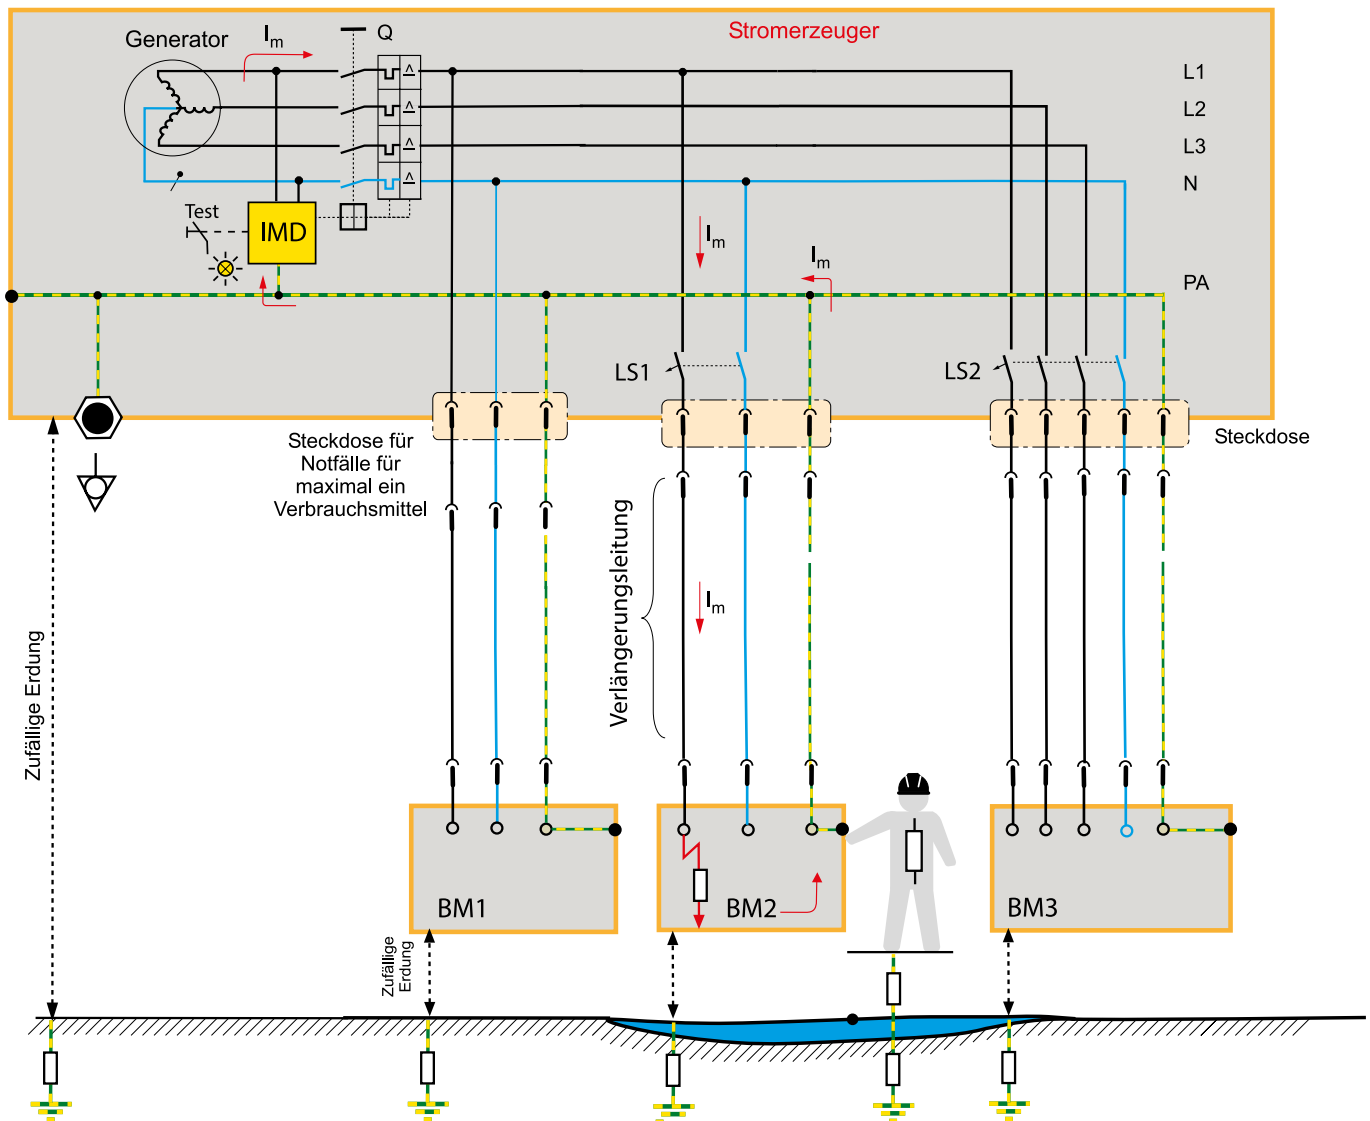 Stromerzeuger
Generator
Im
Q
L1
L2
L3
N
Test
IMD
Im
Im
PA
LS1
LS2
Steckdose
Steckdose für
Notfälle für
maximal ein
Verbrauchsmittel
Verlängerungsleitung
Im
Zufällige Erdung
BM1
BM2
BM3
Zufällige
Erdung